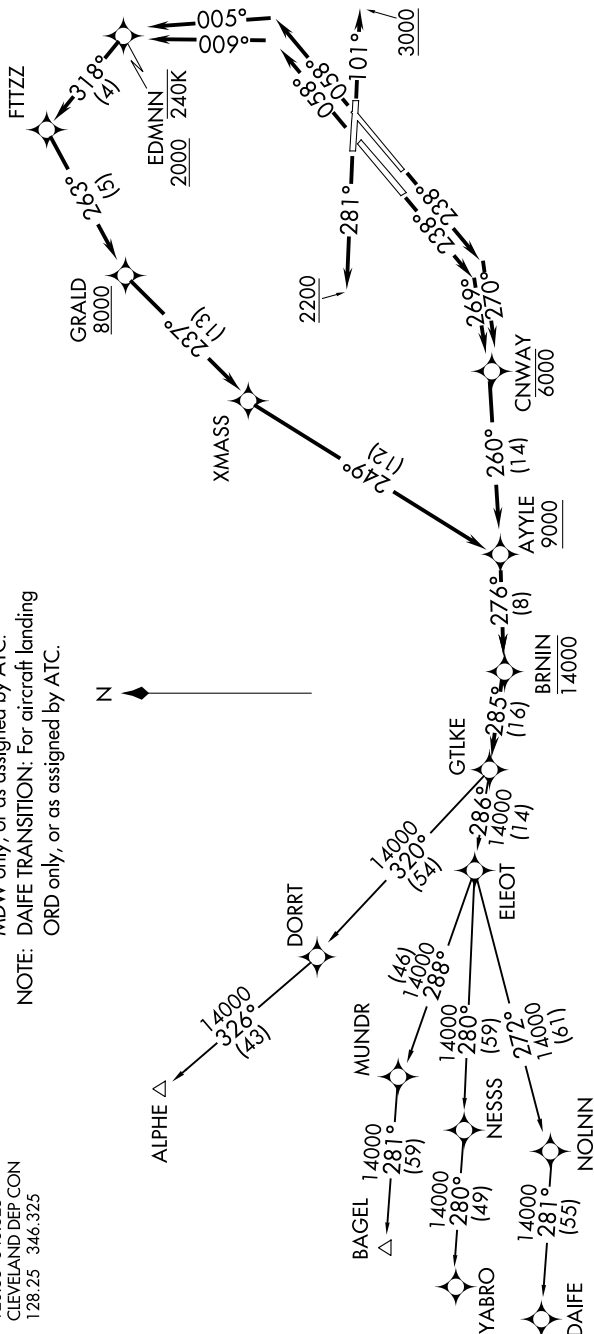 CLEVELAND DEP CON
128.25 346.325
MDW only, or as assigned by ATC.
NOTE: DAIFE TRANSITION: For aircraft landing
ORD only, or as assigned by ATC.
N
FTTZZ
318°
(4)
EDMNN
2000 240K
005°
009°
058°
058°
101°
3000
263°
(5)
GRALD
8000
281°
2200
238°
238°
269°
270°
237°
(13)
XMASS
CNWAY
6000
249°
(12)
260°
(14)
AYYLE
9000
276°
(8)
BRNIN
14000
285°
(16)
GTLKE
286°
14000
(14)
ELEOT
14000
320°
(54)
DORRT
14000
326°
(43)
ALPHE
(46)
14000
288°
MUNDR
14000
281°
(59)
BAGEL
14000
280°
(59)
NESSS
14000
280°
(49)
YABRO
272°
14000
(61)
NOLNN
14000
281°
(55)
DAIFE